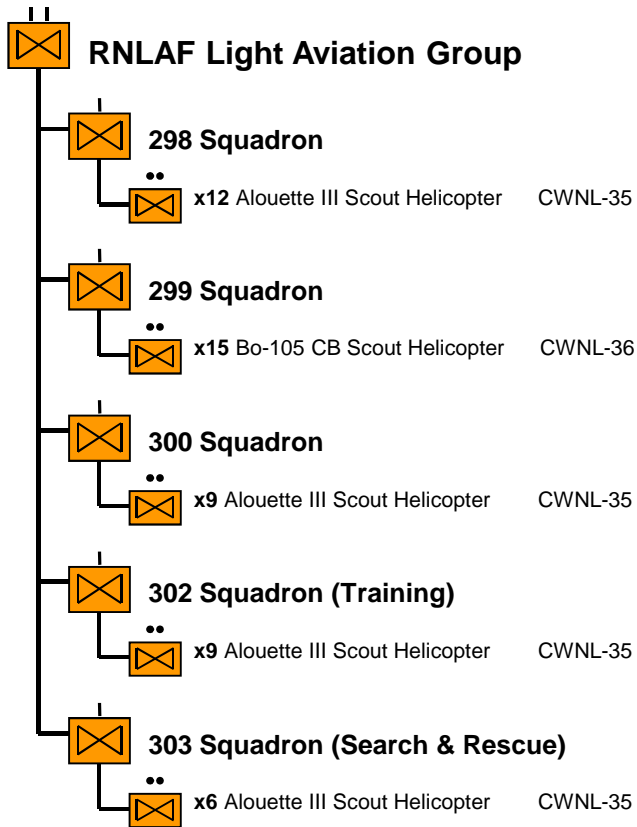 RNLAF Light Aviation Group
298 Squadron
x12 Alouette III Scout Helicopter CWNL-35
299 Squadron
x15 Bo-105 CB Scout Helicopter CWNL-36
300 Squadron
x9 Alouette III Scout Helicopter CWNL-35
302 Squadron (Training)
x9 Alouette III Scout Helicopter CWNL-35
303 Squadron (Search & Rescue)
x6 Alouette III Scout Helicopter CWNL-35